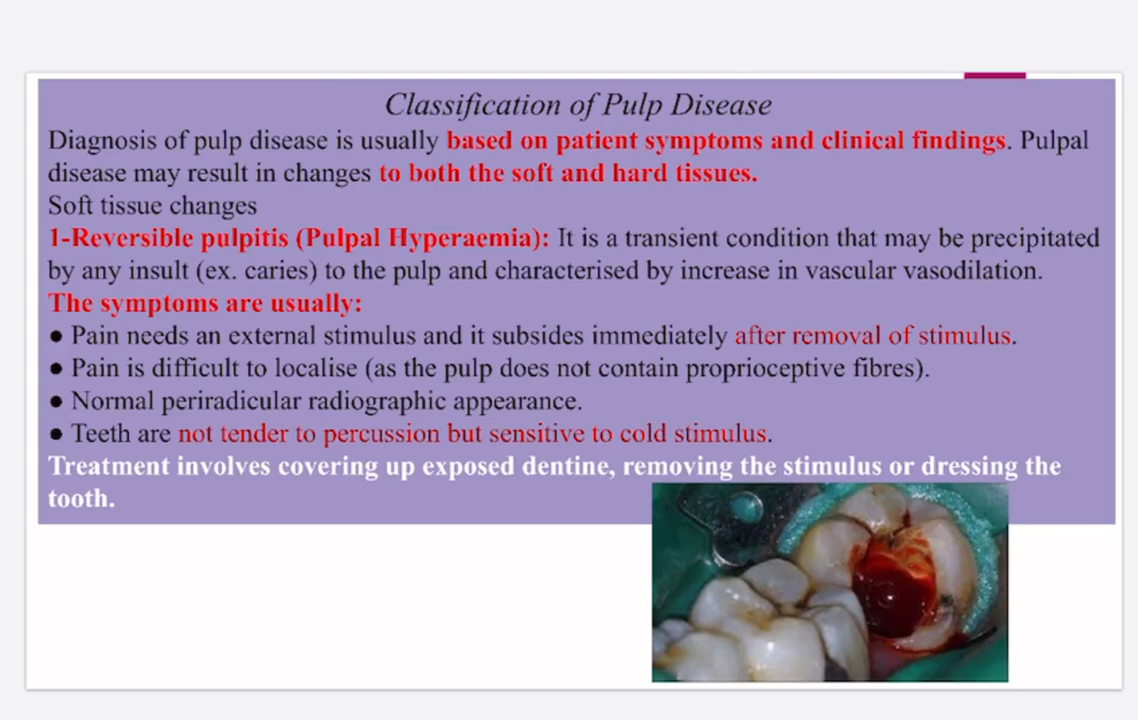 Classification of Pulp Disease
Diagnosis of pulp disease is usually based on patient symptoms and clinical findings. Pulpal
disease may result in changes to both the soft and hard tissues.
Soft tissue changes
1-Reversible pulpitis (Pulpal Hyperaemia): It is a transient condition that may be precipitated
by any insult (ex. caries) to the pulp and characterised by increase in vascular vasodilation.
The symptoms are usually:
● Pain needs an external stimulus and it subsides immediately after removal of stimulus.
● Pain is difficult to localise (as the pulp does not contain proprioceptive fibres).
● Normal periradicular radiographic appearance.
● Teeth are not tender to percussion but sensitive to cold stimulus.
Treatment involves covering up exposed dentine, removing the stimulus or dressing the
tooth.